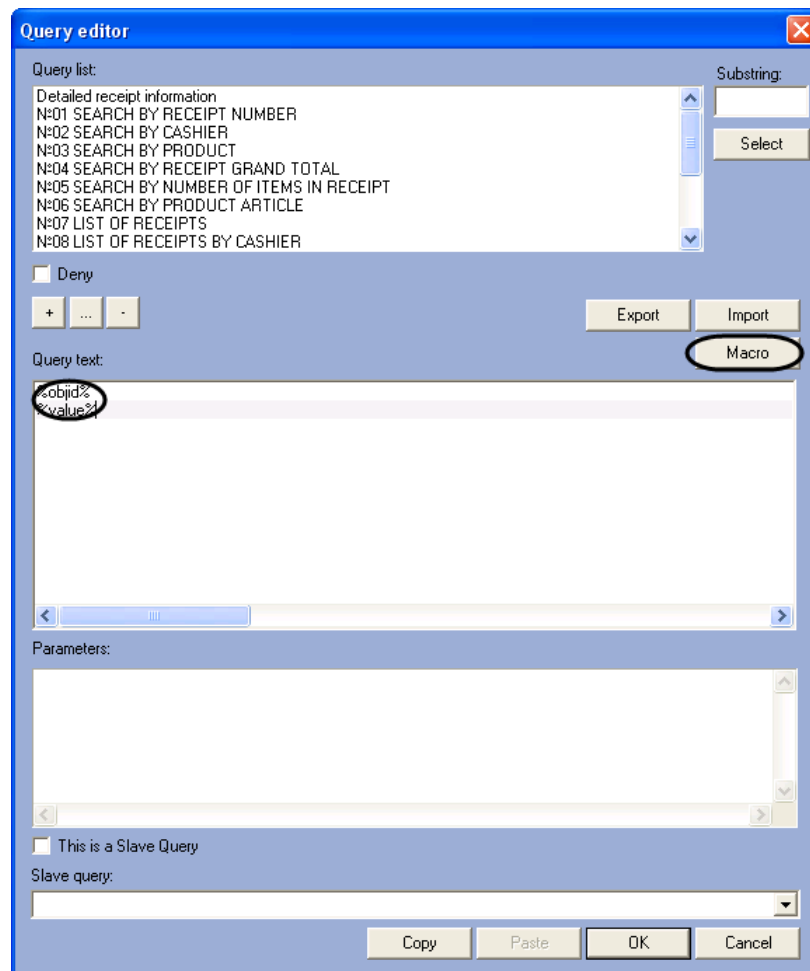 Query editor
Query list:
Substring:
Detailed receipt information
№01 SEARCH BY RECEIPT NUMBER
№02 SEARCH BY CASHIER
№03 SEARCH BY PRODUCT
№04 SEARCH BY RECEIPT GRAND TOTAL
№05 SEARCH BY NUMBER OF ITEMS IN RECEIPT
№06 SEARCH BY PRODUCT ARTICLE
№07 LIST OF RECEIPTS
№08 LIST OF RECEIPTS BY CASHIER
Select
Deny
+ ... -
Export Import
Macro
Query text:
%objid%
%value%
Parameters:
This is a Slave Query
Slave query:
Copy Paste OK Cancel